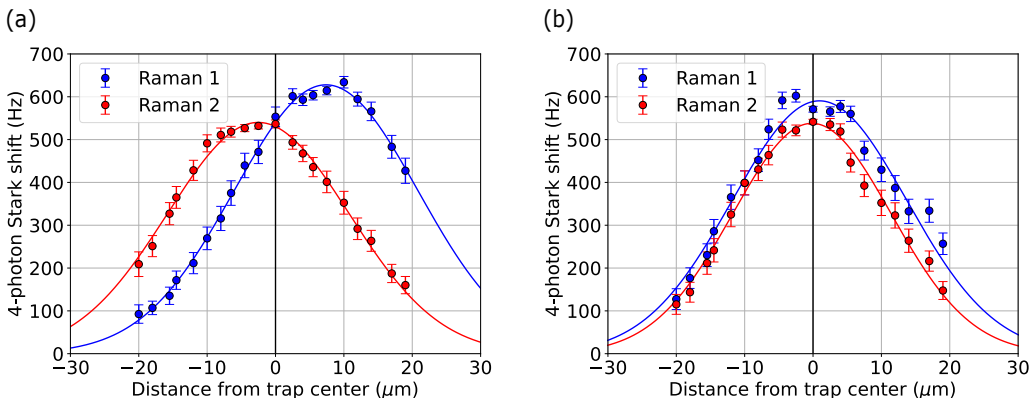 (a)
700
600
500
400
300
200
100
0
4-photon Stark shift (Hz)
Raman 1
Raman 2
−30 −20 −10 0 10 20 30
Distance from trap center (μm)
(b)
700
600
500
400
300
200
100
0
4-photon Stark shift (Hz)
Raman 1
Raman 2
−30 −20 −10 0 10 20 30
Distance from trap center (μm)